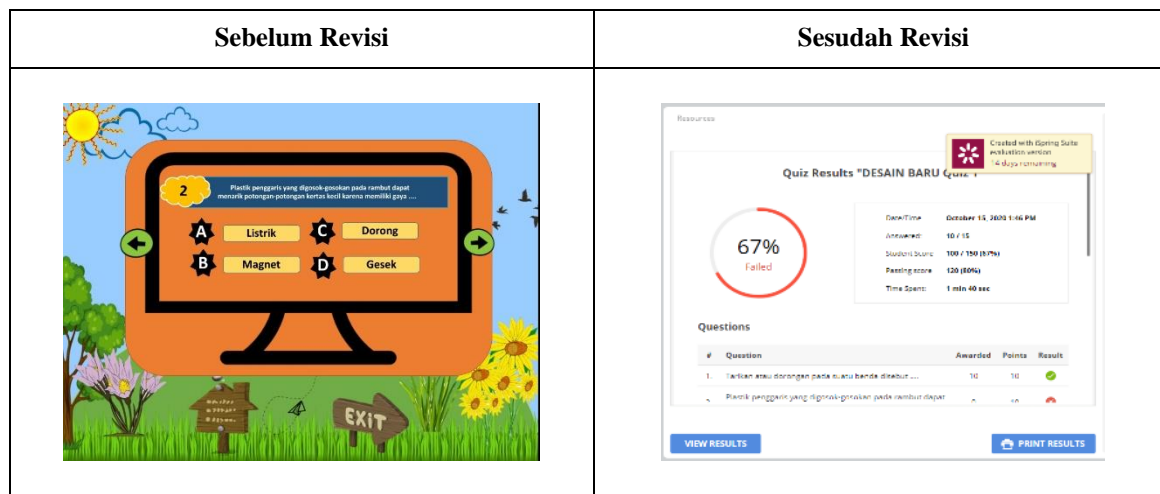 Sebelum Revisi
Sesudah Revisi
2
Plastik penggaris yang digosok-gosokan pada rambut dapat
menarik potongan-potongan kertas kecil karena memiliki gaya ....
A
Listrik
C
Dorong
B
Magnet
D
Gesek
EXIT
Resources
Created with iSpring Suite
evaluation version
14 days remaining
Quiz Results "DESAIN BARU
67%
Failed
Date/Time
October 15, 2020 1:46 PM
Answered:
10 / 15
Student Score
100 / 150 (67%)
Passing score
120 (80%)
Time Spent:
1 min 40 sec
Questions
#
Question
Awarded
Points
Result
1.
Tarikan atau dorongan pada suatu benda disebut ....
10
10
Plastik penggaris yang digosok-gosokan pada rambut dapat
VIEW RESULTS
PRINT RESULTS